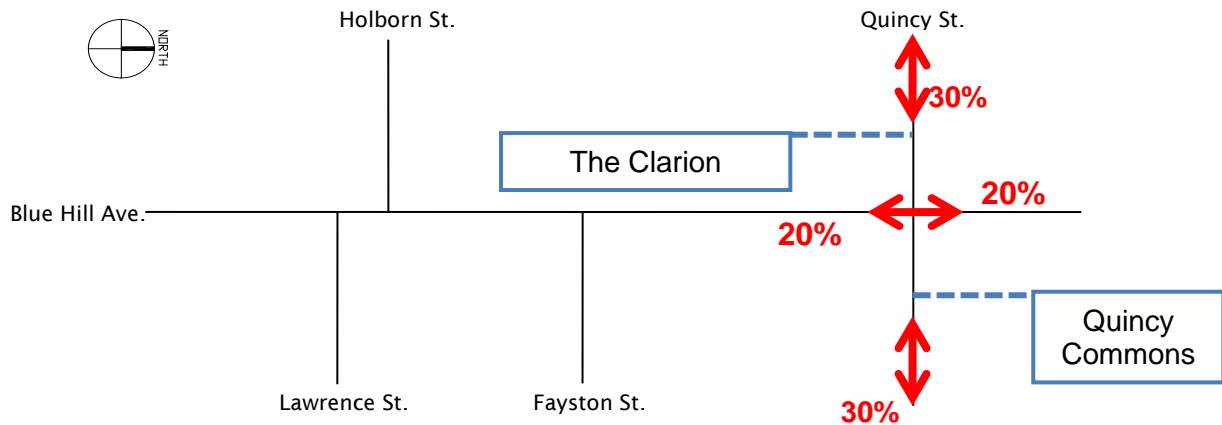 Holborn St.
Quincy St.
NORTH
30%
The Clarion
20%
Blue Hill Ave.
20%
Quincy
Commons
Lawrence St.
Fayston St.
30%